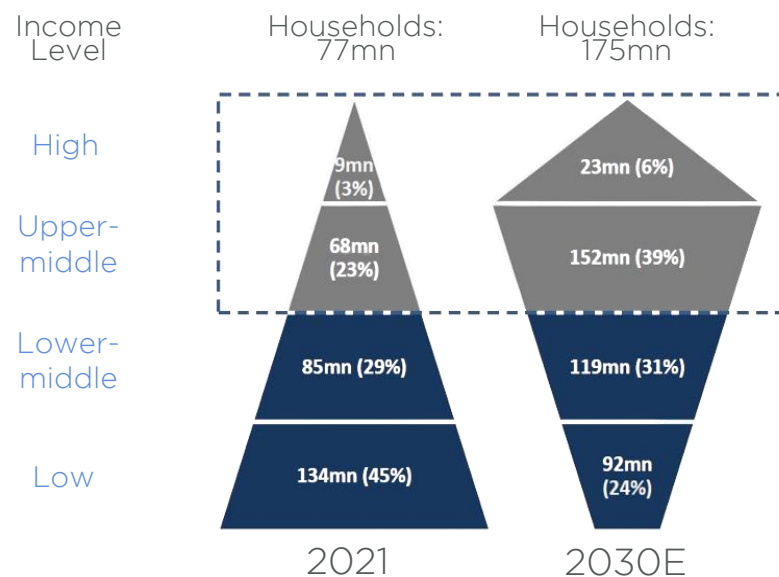 Income
Level
Households:
77mn
Households:
175mn
High
9mn
(3%)
23mn (6%)
Upper-
middle
68mn
(23%)
152mn (39%)
Lower-
middle
85mn (29%)
119mn (31%)
Low
134mn (45%)
92mn
(24%)
2021
2030E